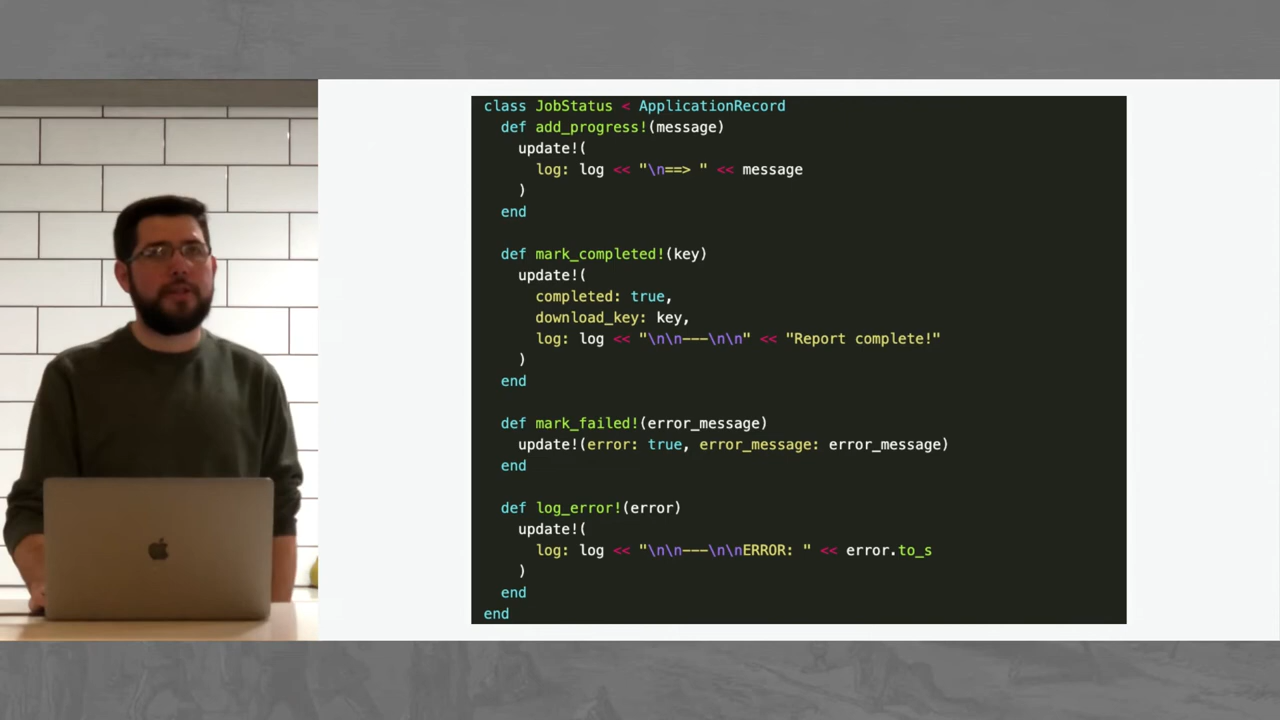 class JobStatus < ApplicationRecord
  def add_progress!(message)
    update!(
      log: log << "\n==> " << message
    )
  end

  def mark_completed!(key)
    update!(
      completed: true,
      download_key: key,
      log: log << "\n\n---\n\n" << "Report complete!"
    )
  end

  def mark_failed!(error_message)
    update!(error: true, error_message: error_message)
  end

  def log_error!(error)
    update!(
      log: log << "\n\n---\n\nERROR: " << error.to_s
    )
  end
end